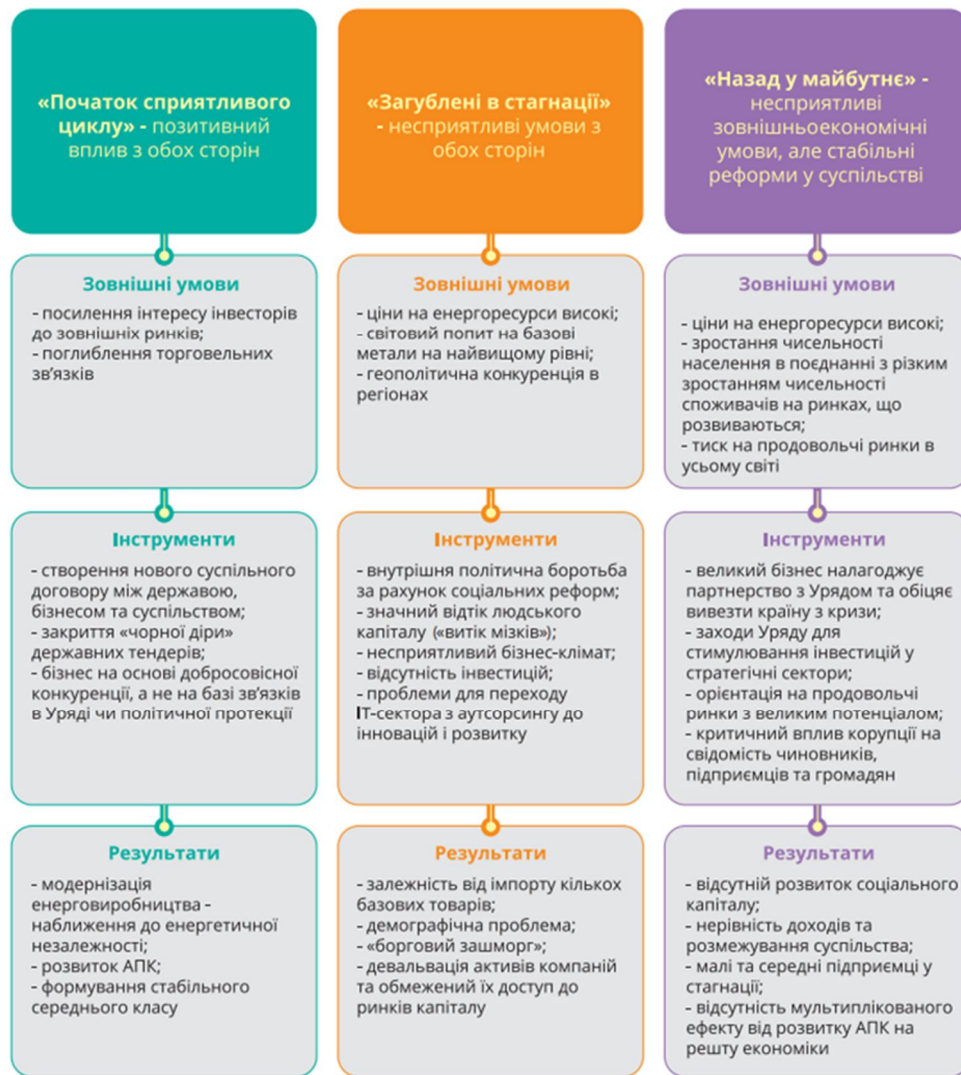 «Початок сприятливого
циклу» - позитивний
вплив з обох сторін
Зовнішні умови
- посилення інтересу інвесторів
до зовнішніх ринків;
- поглиблення торговельних
зв’язків
Інструменти
- створення нового суспільного
договору між державою,
бізнесом та суспільством;
- закриття «чорної діри»
державних тендерів;
- бізнес на основі добросовісної
конкуренції, а не на базі зв’язків
в Уряді чи політичної протекції
Результати
- модернізація
енерговиробництва -
наближення до енергетичної
незалежності;
- розвиток АПК;
- формування стабільного
середнього класу
«Загублені в стагнації»
- несприятливі умови з
обох сторін
Зовнішні умови
- ціни на енергоресурси високі;
- світовий попит на базові
метали на найвищому рівні;
- геополітична конкуренція в
регіонах
Інструменти
- внутрішня політична боротьба
за рахунок соціальних реформ;
- значний відтік людського
капіталу («витік мізків»);
- несприятливий бізнес-клімат;
- відсутність інвестицій;
- проблеми для переходу
ІТ-сектора з аутсорсингу до
інновацій і розвитку
Результати
- залежність від імпорту кількох
базових товарів;
- демографічна проблема;
- «борговий зашморг»;
- девальвація активів компаній
та обмежений їх доступ до
ринків капіталу
«Назад у майбутнє» -
несприятливі
зовнішньоекономічні
умови, але стабільні
реформи у суспільстві
Зовнішні умови
- ціни на енергоресурси високі;
- зростання чисельності
населення в поєднанні з різким
зростанням чисельності
споживачів на ринках, що
розвиваються;
- тиск на продовольчі ринки в
усьому світі
Інструменти
- великий бізнес налагоджує
партнерство з Урядом та обіцяє
вивезти країну з кризи;
- заходи Уряду для
стимулювання інвестицій у
стратегічні сектори;
- орієнтація на продовольчі
ринки з великим потенціалом;
- критичний вплив корупції на
свідомість чиновників,
підприємців та громадян
Результати
- відсутній розвиток соціального
капіталу;
- нерівність доходів та
розмежування суспільства;
- малі та середні підприємці у
стагнації;
- відсутність мультиплікованого
ефекту від розвитку АПК на
решту економіки